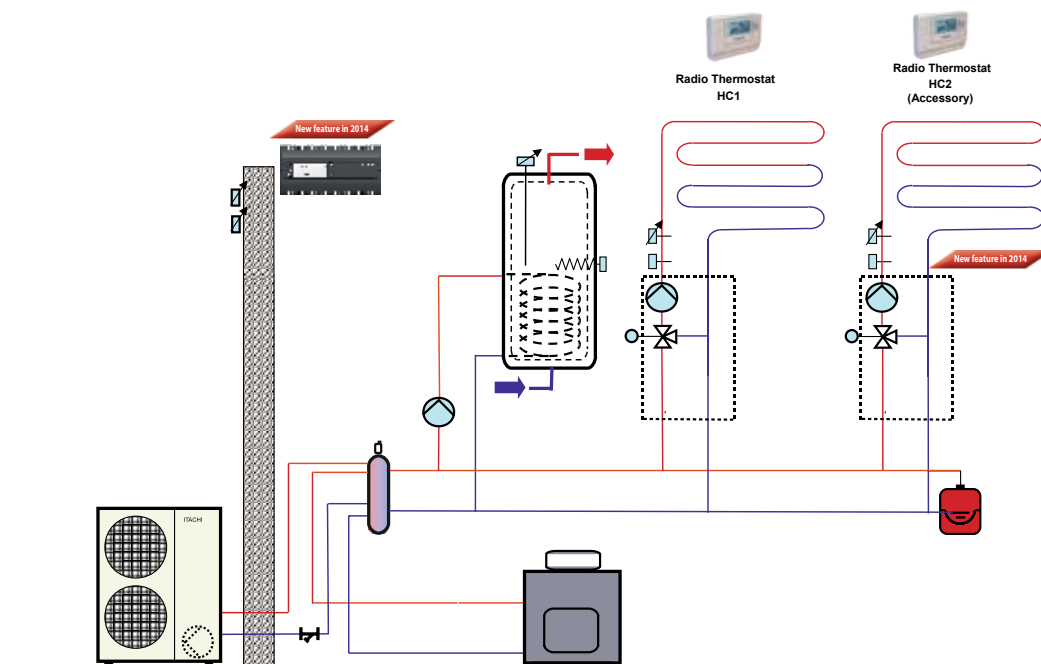 Radio Thermostat
HC1
Radio Thermostat
HC2
(Accessory)
New feature in 2014
New feature in 2014
ITACHI